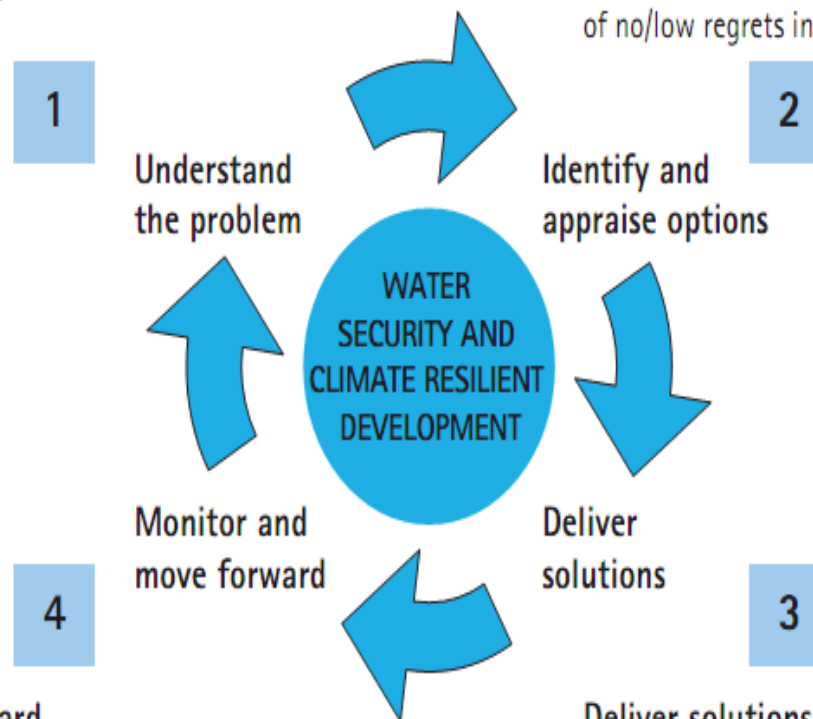 of no/low regrets in
1
2
Understand
the problem
Identify and
appraise options
WATER
SECURITY AND
CLIMATE RESILIENT
DEVELOPMENT
Monitor and
move forward
Deliver
solutions
4
3
Deliver solutions